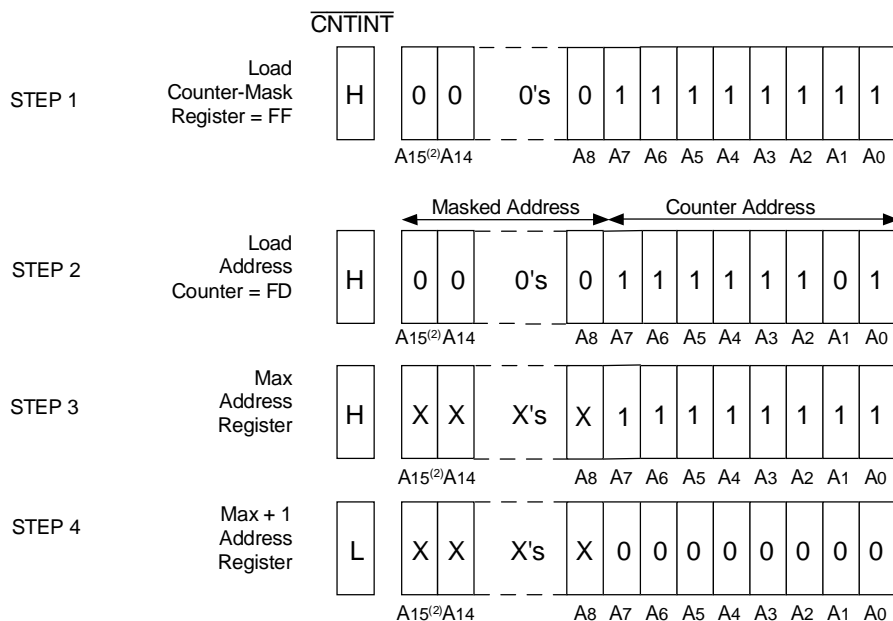 CNTINT
STEP 1
Load
Counter-Mask
Register = FF
H 0 0 0's 0 1 1 1 1 1 1 1 1
A15(2) A14 A8 A7 A6 A5 A4 A3 A2 A1 A0
Masked Address Counter Address
STEP 2
Load
Address
Counter = FD
H 0 0 0's 0 1 1 1 1 1 1 0 1
A15(2) A14 A8 A7 A6 A5 A4 A3 A2 A1 A0
STEP 3
Max
Address
Register
H X X X's X 1 1 1 1 1 1 1 1
A15(2) A14 A8 A7 A6 A5 A4 A3 A2 A1 A0
STEP 4
Max + 1
Address
Register
L X X X's X 0 0 0 0 0 0 0 0
A15(2) A14 A8 A7 A6 A5 A4 A3 A2 A1 A0